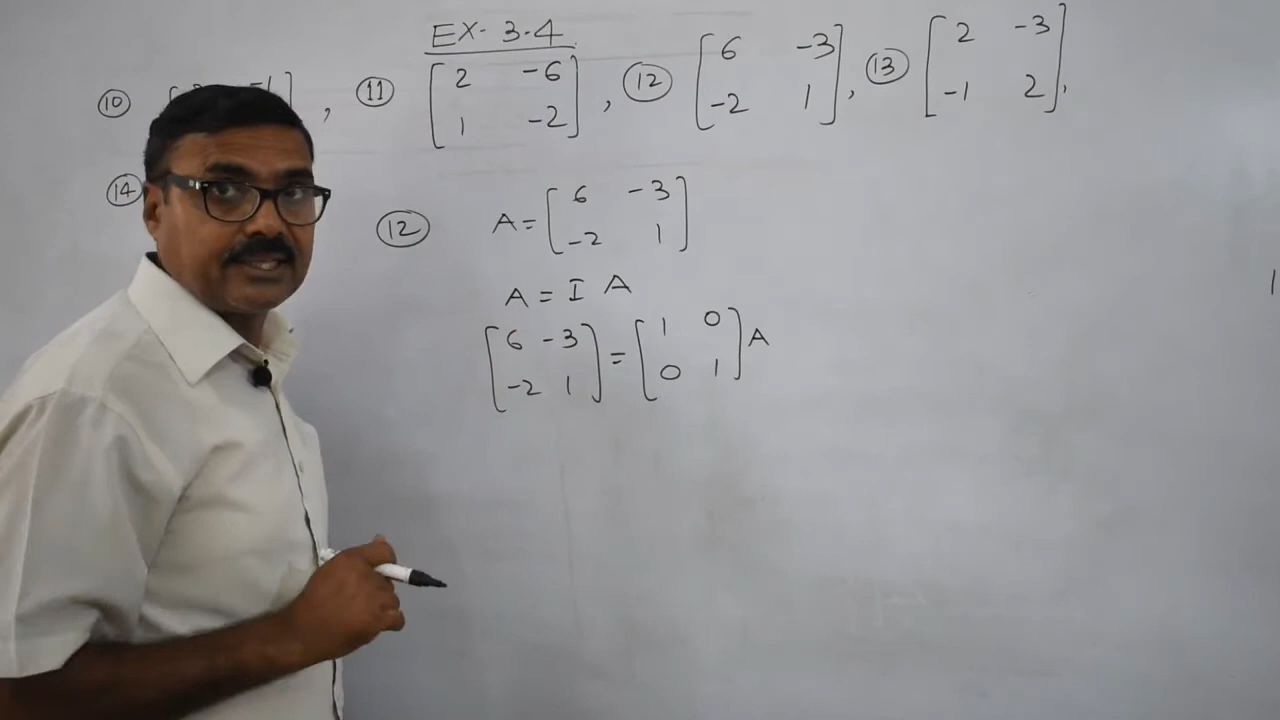 EX- 3.4
⑩ -1 ] , ⑪ [ 2 -6 ; 1 -2 ] , ⑫ [ 6 -3 ; -2 1 ] , ⑬ [ 2 -3 ; -1 2 ] ,
⑭
⑫ A = [ 6 -3 ; -2 1 ]
A = I A
[ 6 -3 ; -2 1 ] = [ 1 0 ; 0 1 ] A